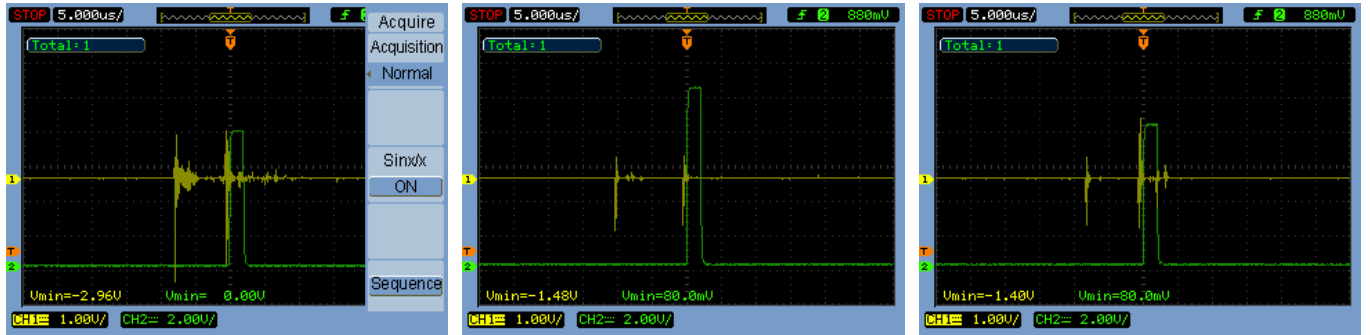 STOP 5.000us/
Acquire
Acquisition
Normal
Sinx/x
ON
Sequence
Total:1
T
1
T
2
Vmin=-2.96V Vmin= 0.00V
CH1 1.00V/ CH2 2.00V/
STOP 5.000us/ 2 880mV
Total:1
T
1
T
2
Vmin=-1.48V Vmin=80.0mV
CH1 1.00V/ CH2 2.00V/
STOP 5.000us/ 2 880mV
Total:1
T
1
T
2
Vmin=-1.40V Vmin=80.0mV
CH1 1.00V/ CH2 2.00V/